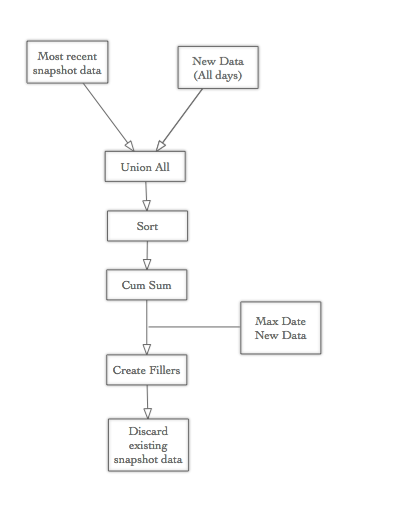 Most recent
snapshot data
New Data
(All days)
Union All
Sort
Cum Sum
Max Date
New Data
Create Fillers
Discard
existing
snapshot data